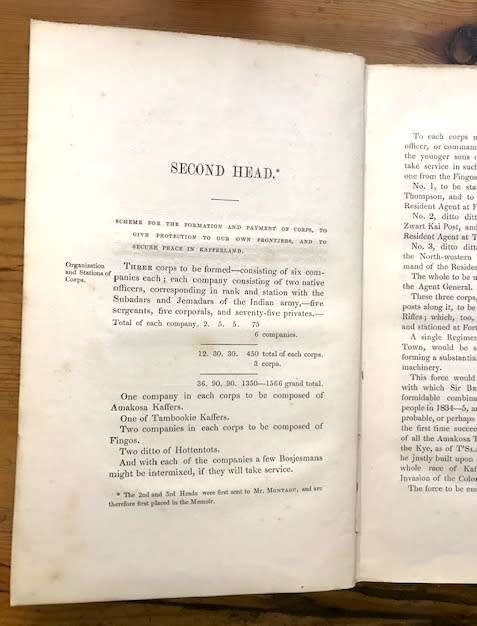 SECOND HEAD.*
SCHEME FOR THE FORMATION AND PAYMENT OF CORPS, TO
GIVE PROTECTION TO OUR OWN FRONTIERS, AND TO
SECURE PEACE IN KAFFERLAND.
Organization
and Stations of
Corps.
THREE corps to be formed—consisting of six com-
panies each; each company consisting of two native
officers, corresponding in rank and station with the
Subadars and Jemadars of the Indian army,—five
sergeants, five corporals, and seventy-five privates.—
Total of each company, 2. 5. 5. 75
6 companies.
12. 30. 30. 450 total of each corps.
3 corps.
36. 90. 90. 1350—1566 grand total.
One company in each corps to be composed of
Amakosa Kaffers.
One of Tambookie Kaffers.
Two companies in each corps to be composed of
Fingos.
Two ditto of Hottentots.
And with each of the companies a few Bosjesmans
might be intermixed, if they will take service.
* The 2nd and 3rd Heads were first sent to Mr. MONTAGU, and are
therefore first placed in the Memoir.
To each corps
officer, or comman
the younger sons
take service in suc
one from the Fingos
No. 1, to be sta
Thompson, and to
Resident Agent at F
No. 2, ditto ditt
Zwart Kai Post, and
Resident Agent at T
No. 3, ditto ditt
the North-western
mand of the Reside
The whole to be u
the Agent General.
These three corps,
posts along it, to be
Rifles; which, too,
and stationed at Fort
A single Regimen
Town, would be s
forming a substantia
machinery.
This force would
with which Sir BE
formidable combina
people in 1834—5, a
probable, or perhaps
the first time succee
of all the Amakosa T
the Kye, as of T'SL
be justly built upon
whole race of Kaf
Invasion of the Colo
The force to be